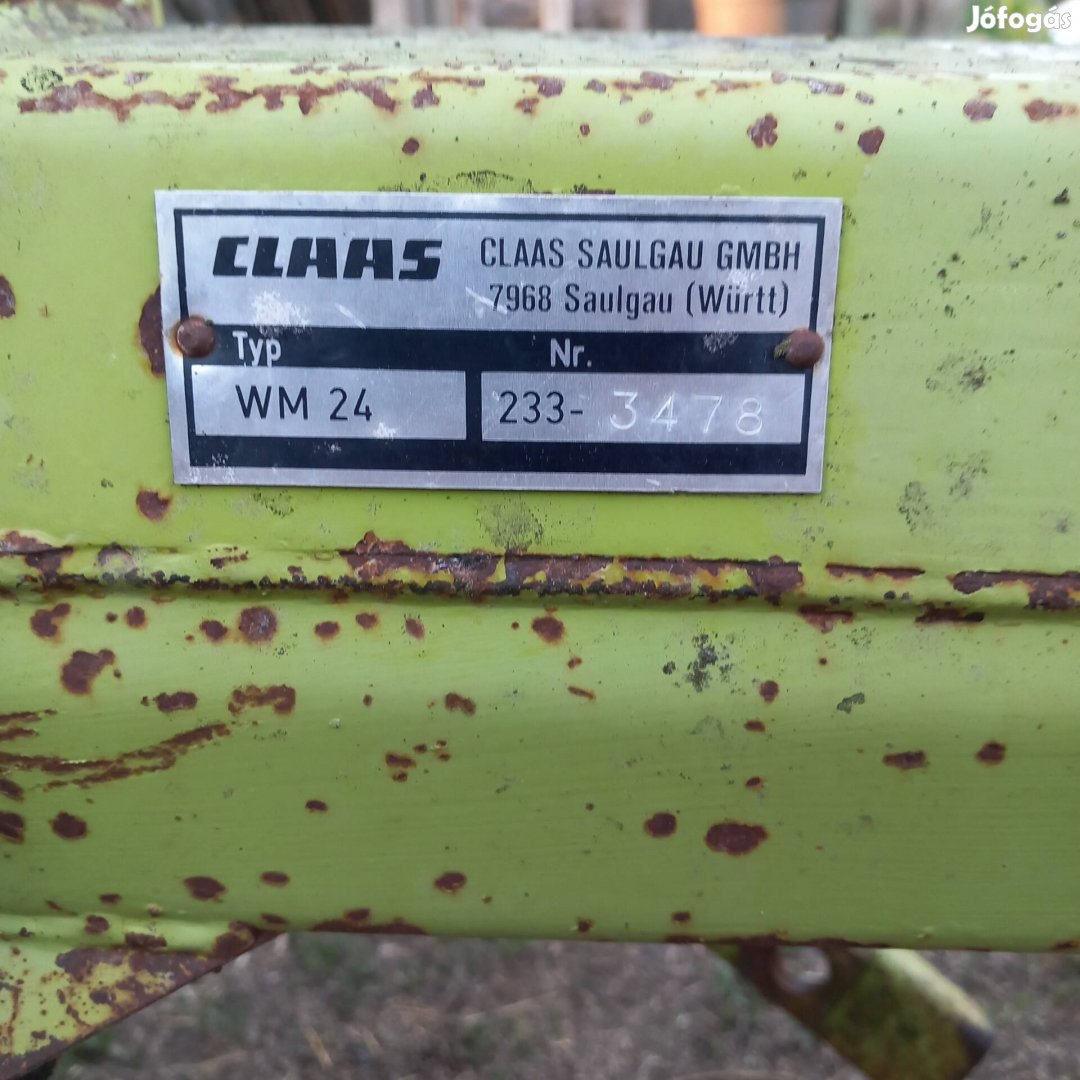 Jófogás
CLAAS
CLAAS SAULGAU GMBH
7968 Saulgau (Württ)
Typ Nr.
WM 24 233- 3478